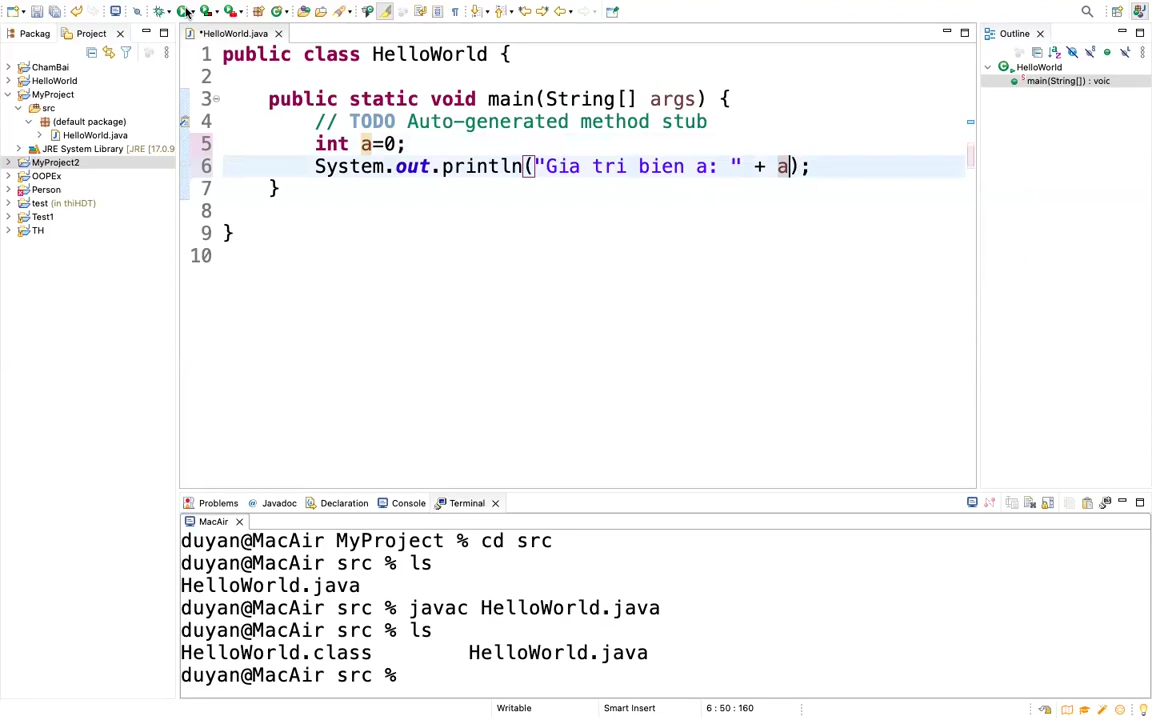 Packag
Project
ChamBai
HelloWorld
MyProject
src
(default package)
HelloWorld.java
JRE System Library [JRE [17.0.9
MyProject2
OOPEx
Person
test (in thiHDT)
Test1
TH
*HelloWorld.java
1 public class HelloWorld {
2
3 public static void main(String[] args) {
4 // TODO Auto-generated method stub
5 int a=0;
6 System.out.println("Gia tri bien a: " + a);
7 }
8
9 }
10
Outline
HelloWorld
main(String[]) : voic
Problems
Javadoc
Declaration
Console
Terminal
MacAir
duyan@MacAir MyProject % cd src
duyan@MacAir src % ls
HelloWorld.java
duyan@MacAir src % javac HelloWorld.java
duyan@MacAir src % ls
HelloWorld.class HelloWorld.java
duyan@MacAir src %
Writable
Smart Insert
6 : 50 : 160